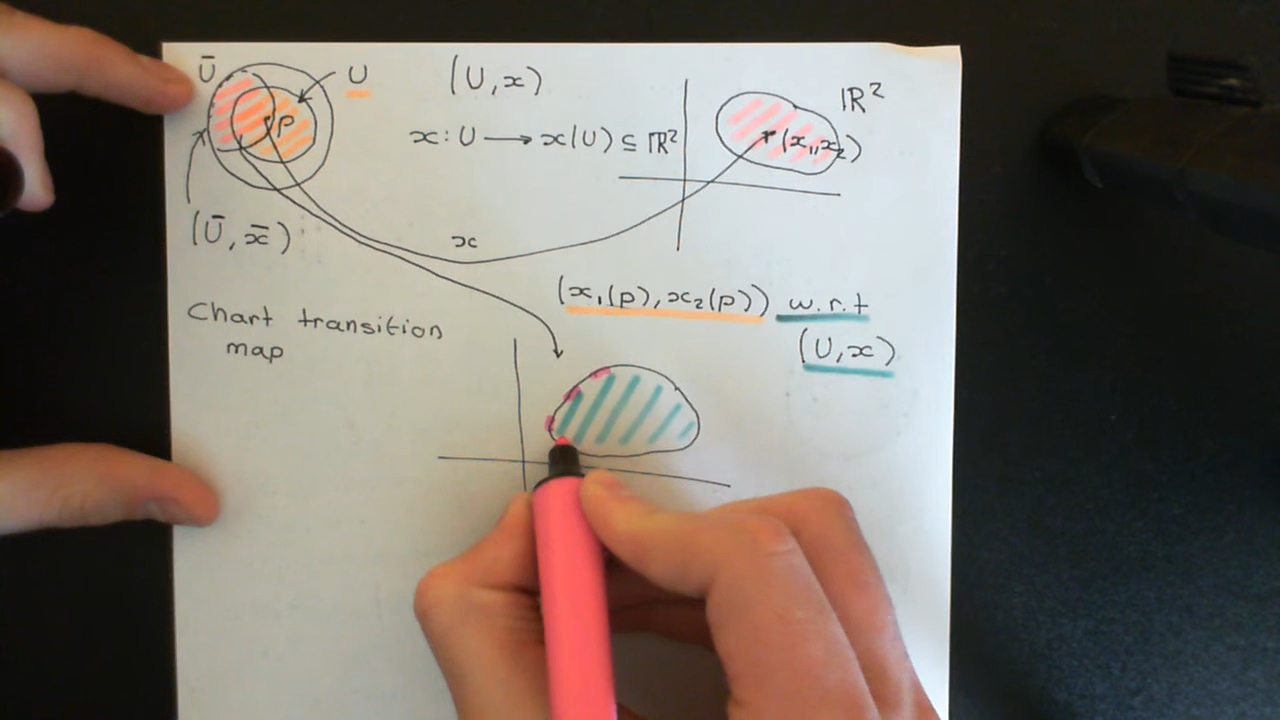 Ū
U
(U, x)
ℝ²
p
x : U ⟶ x(U) ⊆ ℝ²
(x₁, x₂)
(Ū, x̄)
x
(x₁(p), x₂(p)) w.r.t
(U, x)
Chart transition
map